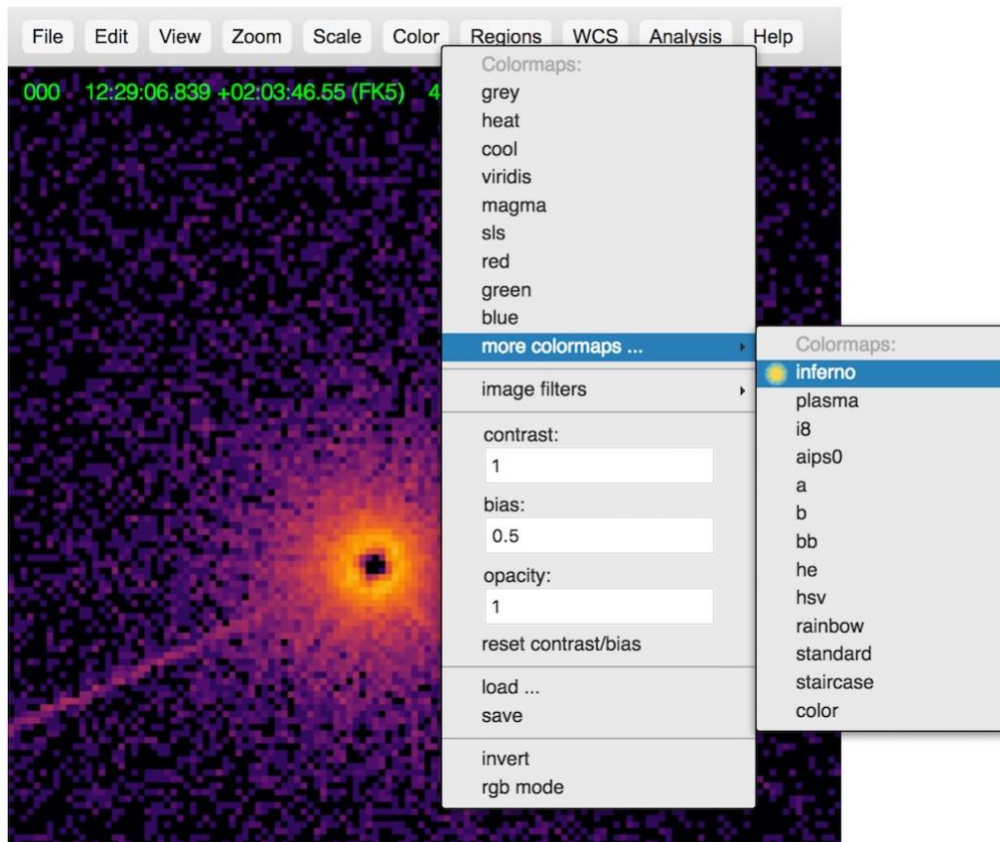 File Edit View Zoom Scale Color Regions WCS Analysis Help
000 12:29:06.839 +02:03:46.55 (FK5) 4
Colormaps:
grey
heat
cool
viridis
magma
sls
red
green
blue
more colormaps ...
image filters
contrast:
1
bias:
0.5
opacity:
1
reset contrast/bias
load ...
save
invert
rgb mode
Colormaps:
inferno
plasma
i8
aips0
a
b
bb
he
hsv
rainbow
standard
staircase
color